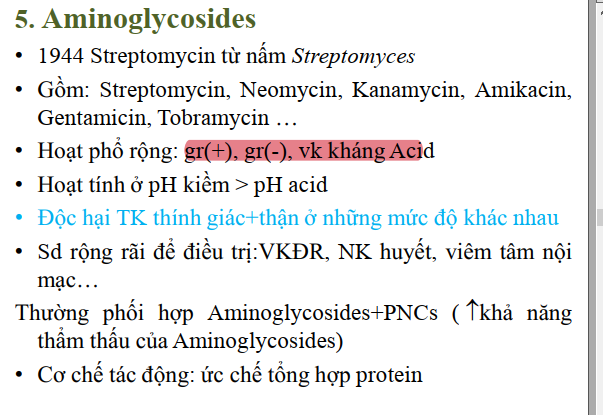 5. Aminoglycosides
• 1944 Streptomycin từ nấm Streptomyces
• Gồm: Streptomycin, Neomycin, Kanamycin, Amikacin,
Gentamicin, Tobramycin …
• Hoạt phổ rộng: gr(+), gr(-), vk kháng Acid
• Hoạt tính ở pH kiềm > pH acid
• Độc hại TK thính giác+thận ở những mức độ khác nhau
• Sd rộng rãi để điều trị:VKĐR, NK huyết, viêm tâm nội
mạc…
Thường phối hợp Aminoglycosides+PNCs ( ↑khả năng
thẩm thấu của Aminoglycosides)
• Cơ chế tác động: ức chế tổng hợp protein